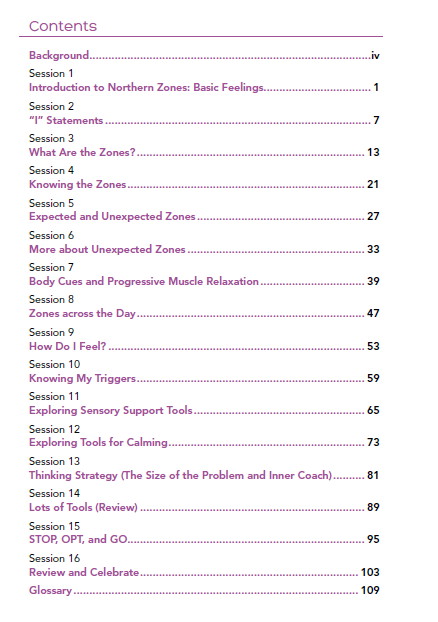 Contents
Background..........iv
Session 1
Introduction to Northern Zones: Basic Feelings..........1
Session 2
“I” Statements..........7
Session 3
What Are the Zones?..........13
Session 4
Knowing the Zones..........21
Session 5
Expected and Unexpected Zones..........27
Session 6
More about Unexpected Zones..........33
Session 7
Body Cues and Progressive Muscle Relaxation..........39
Session 8
Zones across the Day..........47
Session 9
How Do I Feel?..........53
Session 10
Knowing My Triggers..........59
Session 11
Exploring Sensory Support Tools..........65
Session 12
Exploring Tools for Calming..........73
Session 13
Thinking Strategy (The Size of the Problem and Inner Coach)..........81
Session 14
Lots of Tools (Review)..........89
Session 15
STOP, OPT, and GO..........95
Session 16
Review and Celebrate..........103
Glossary..........109